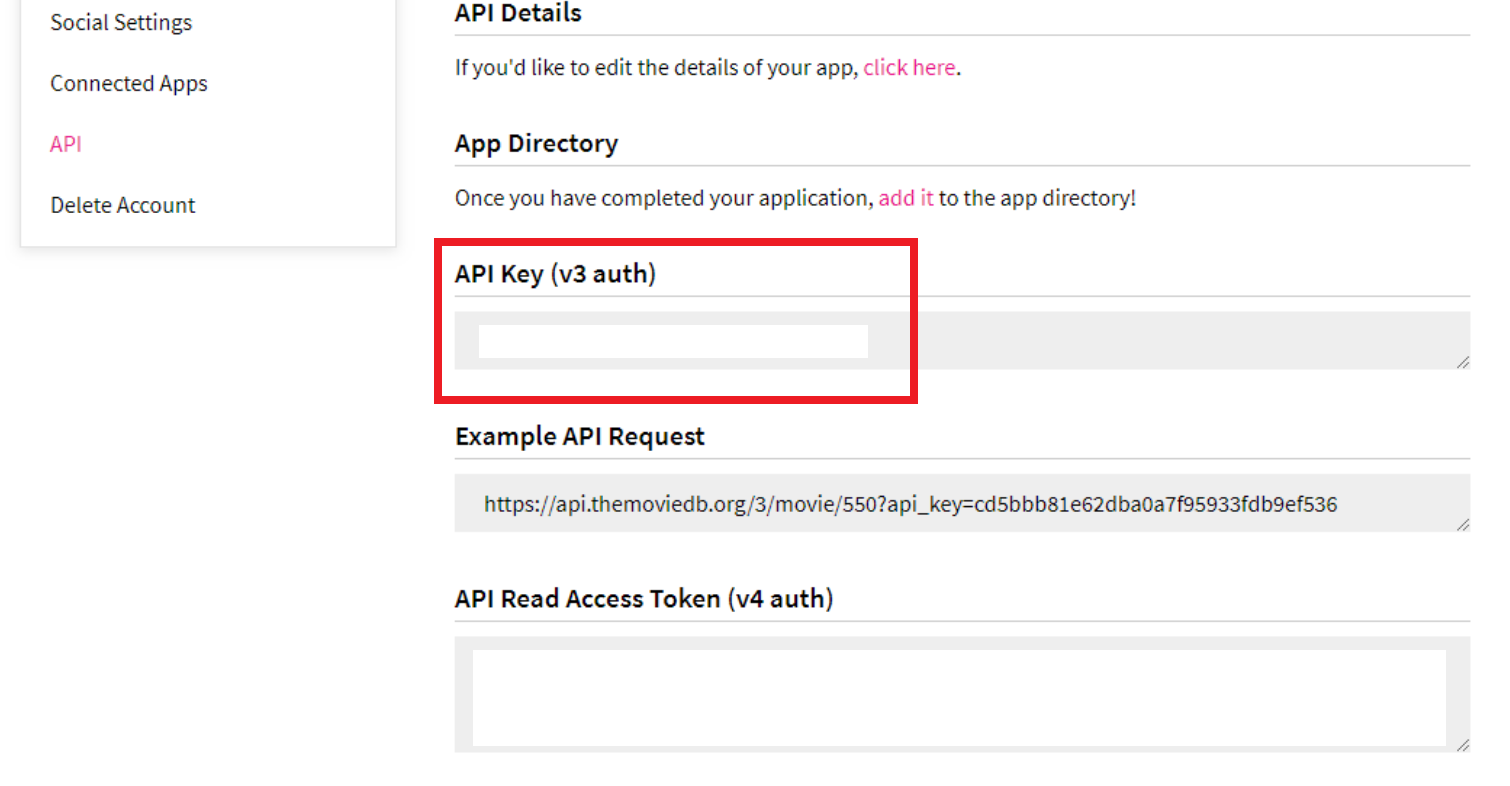 Social Settings
Connected Apps
API
Delete Account
API Details
If you'd like to edit the details of your app, click here.
App Directory
Once you have completed your application, add it to the app directory!
API Key (v3 auth)
Example API Request
https://api.themoviedb.org/3/movie/550?api_key=cd5bbb81e62dba0a7f95933fdb9ef536
API Read Access Token (v4 auth)